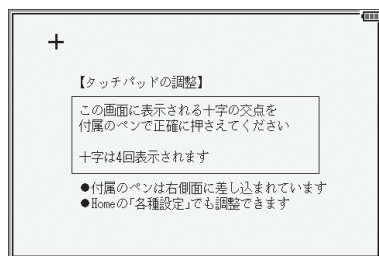 【タッチパッドの調整】
この画面に表示される十字の交点を
付属のペンで正確に押さえてください
十字は4回表示されます
●付属のペンは右側面に差し込まれています
●Homeの「各種設定」でも調整できます